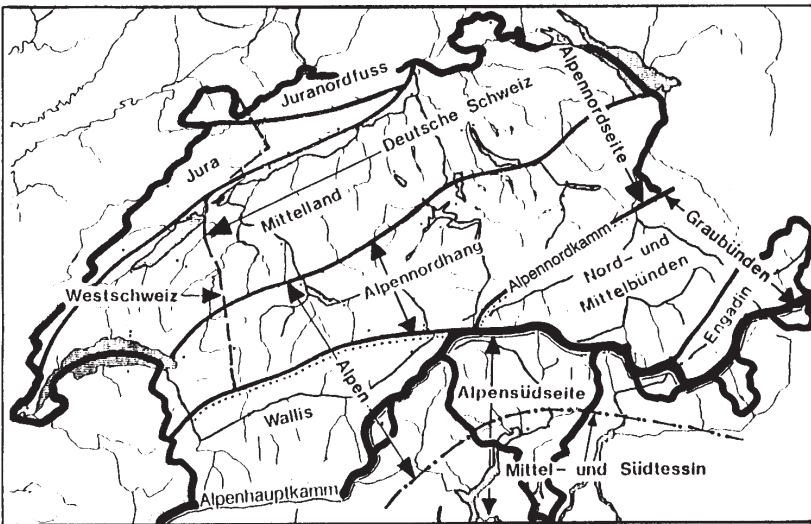 Juranordfuss
Alpennordseite
Deutsche Schweiz
Jura
Mittelland
Alpennordhang
Alpennordkamm
Graubünden
Nord- und
Mittelbünden
Westschweiz
Engadin
Alpen
Alpensüdseite
Wallis
Mittel- und Südtessin
Alpenhauptkamm